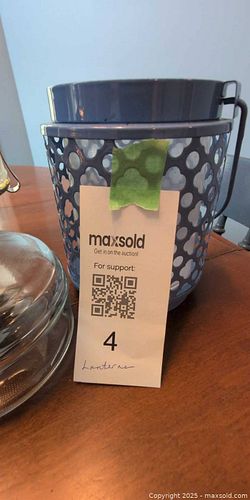 maxsold
Get in on the auction!
For support:
4
Lanterns
Copyright 2025 - maxsold.com